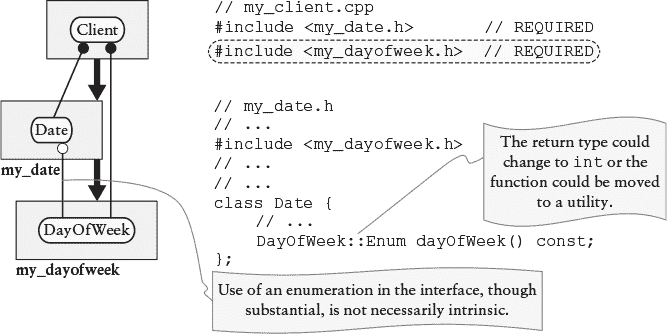 Client
Date
my_date
DayOfWeek
my_dayofweek
// my_client.cpp
#include <my_date.h>        // REQUIRED
#include <my_dayofweek.h>  // REQUIRED
// my_date.h
// ...
#include <my_dayofweek.h>
// ...
// ...
class Date {
    // ...
    DayOfWeek::Enum dayOfWeek() const;
};
The return type could
change to int or the
function could be moved
to a utility.
Use of an enumeration in the interface, though
substantial, is not necessarily intrinsic.